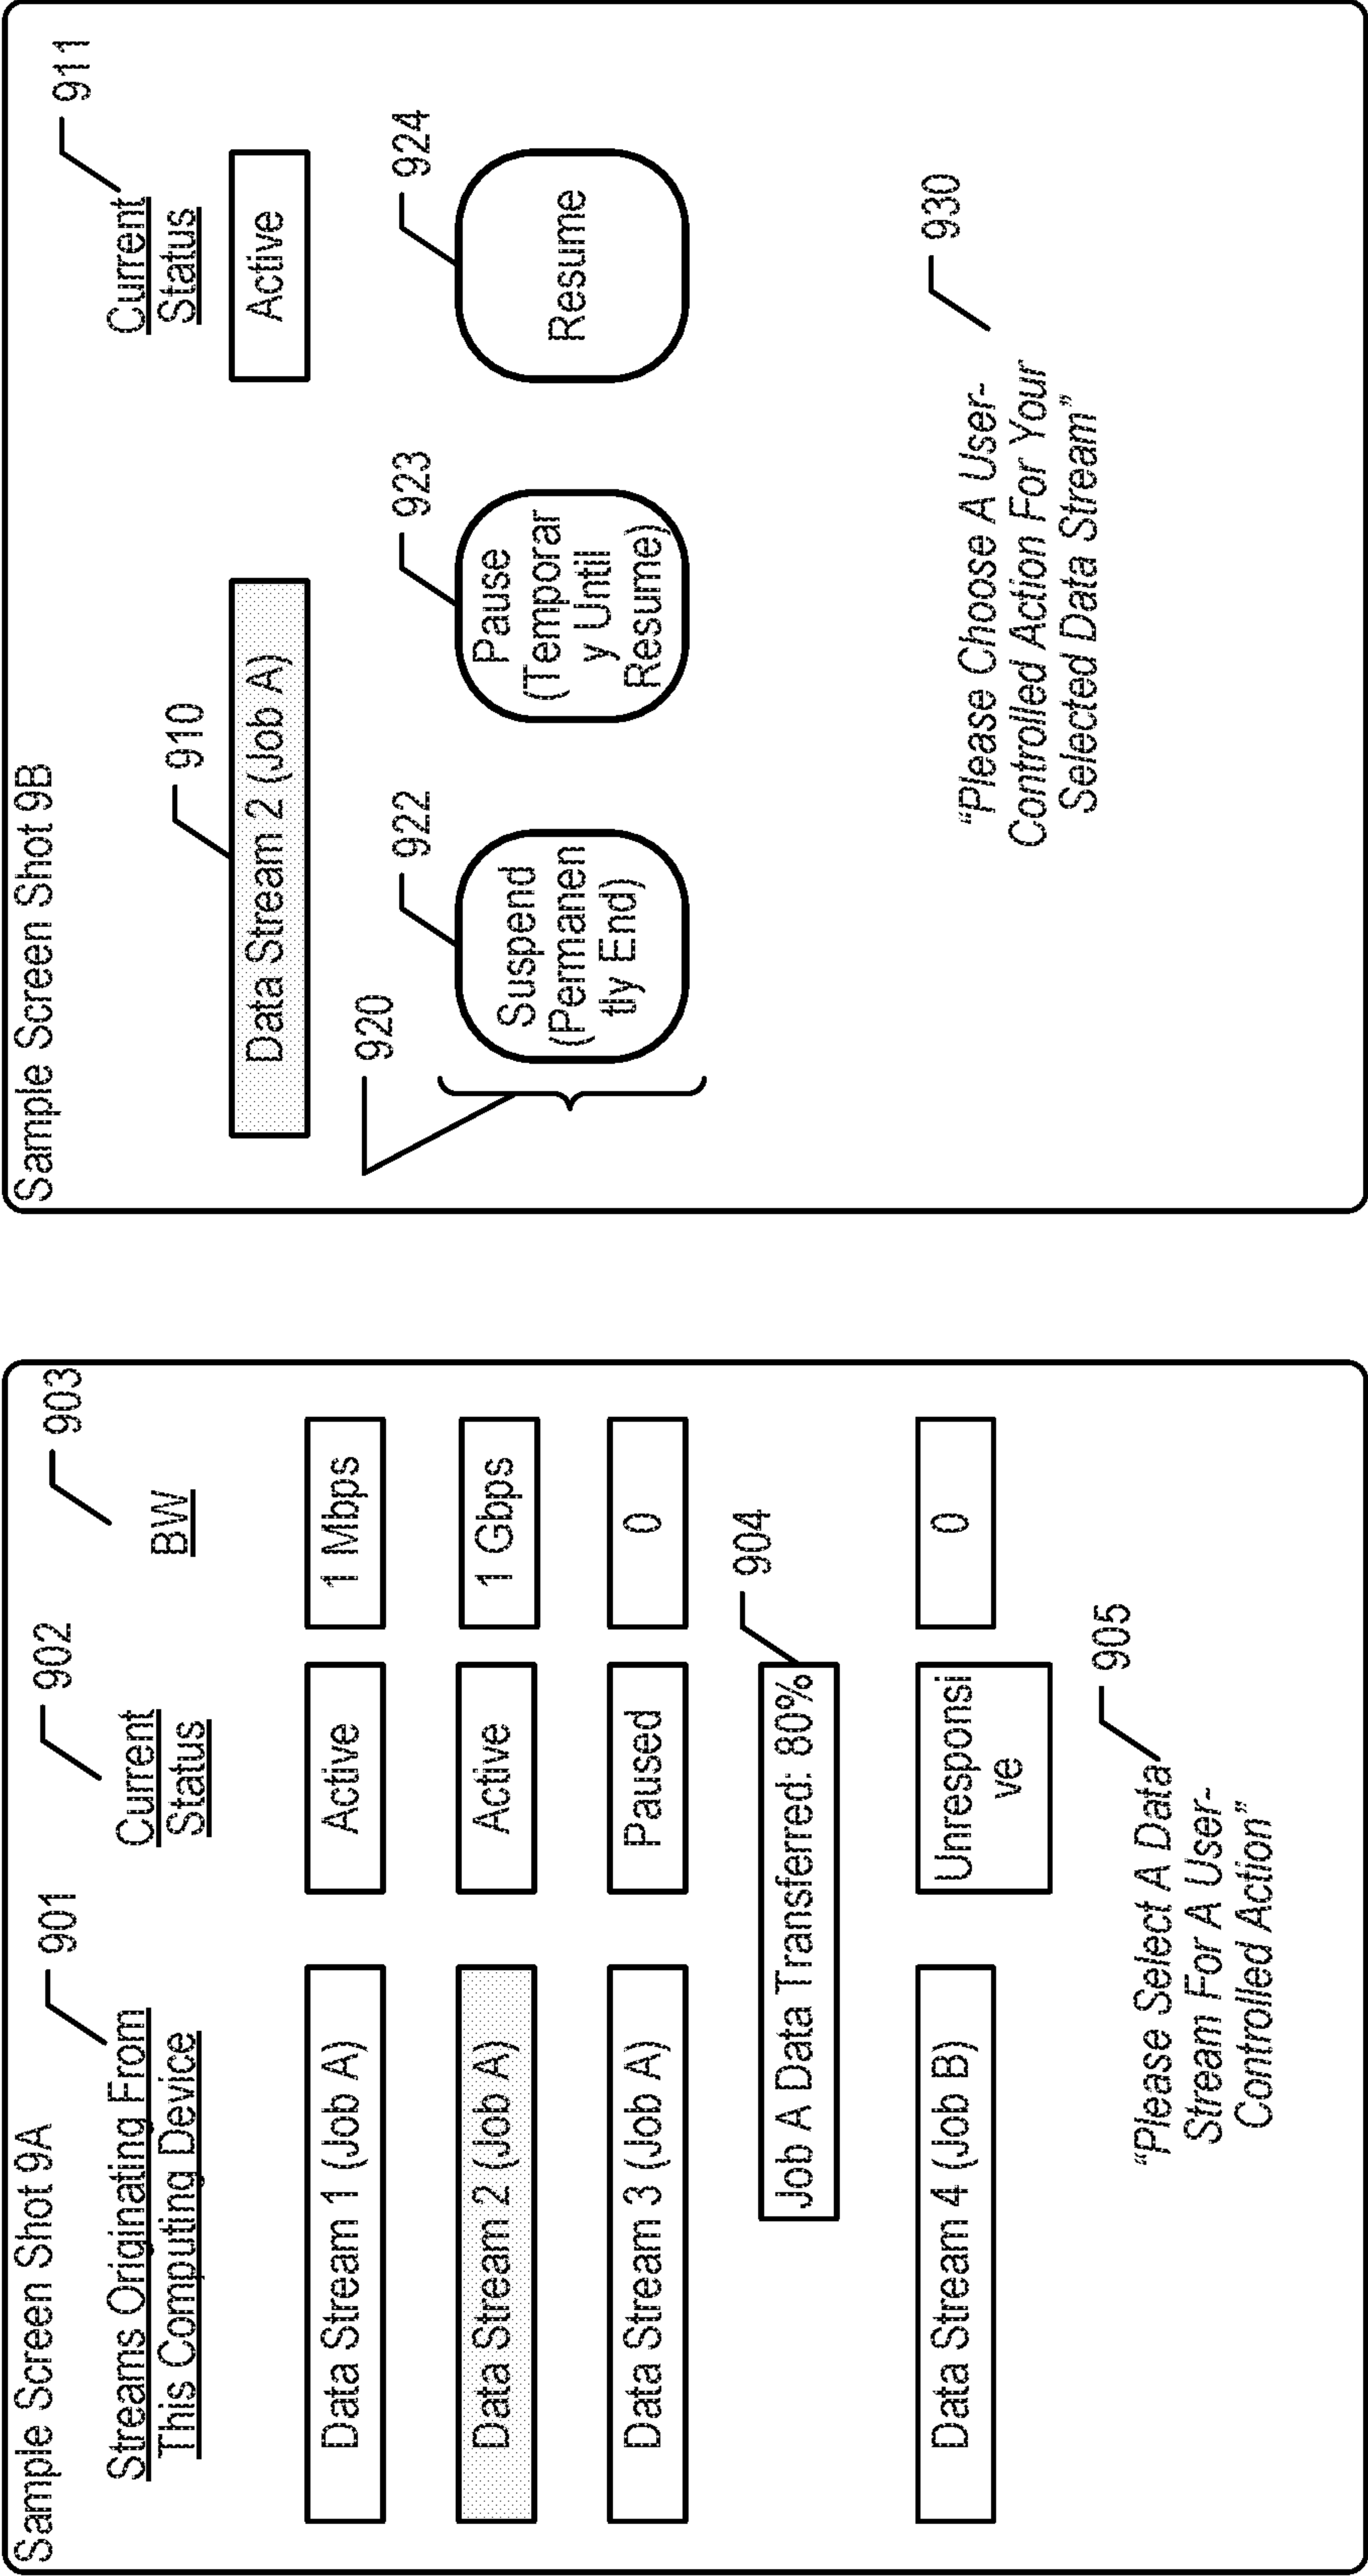 Sample Screen Shot 9A
901
902
903
Streams Originating From
This Computing Device
Current
Status
BW
Data Stream 1 (Job A)
Active
1 Mbps
Data Stream 2 (Job A)
Active
1 Gbps
Data Stream 3 (Job A)
Paused
0
904
Job A Data Transferred: 80%
Data Stream 4 (Job B)
Unresponsi
ve
0
905
“Please Select A Data
Stream For A User-
Controlled Action”
Sample Screen Shot 9B
911
Current
Status
910
Data Stream 2 (Job A)
Active
920
922
923
924
Suspend
(Permanen
tly End)
Pause
(Temporar
y Until
Resume)
Resume
930
“Please Choose A User-
Controlled Action For Your
Selected Data Stream”